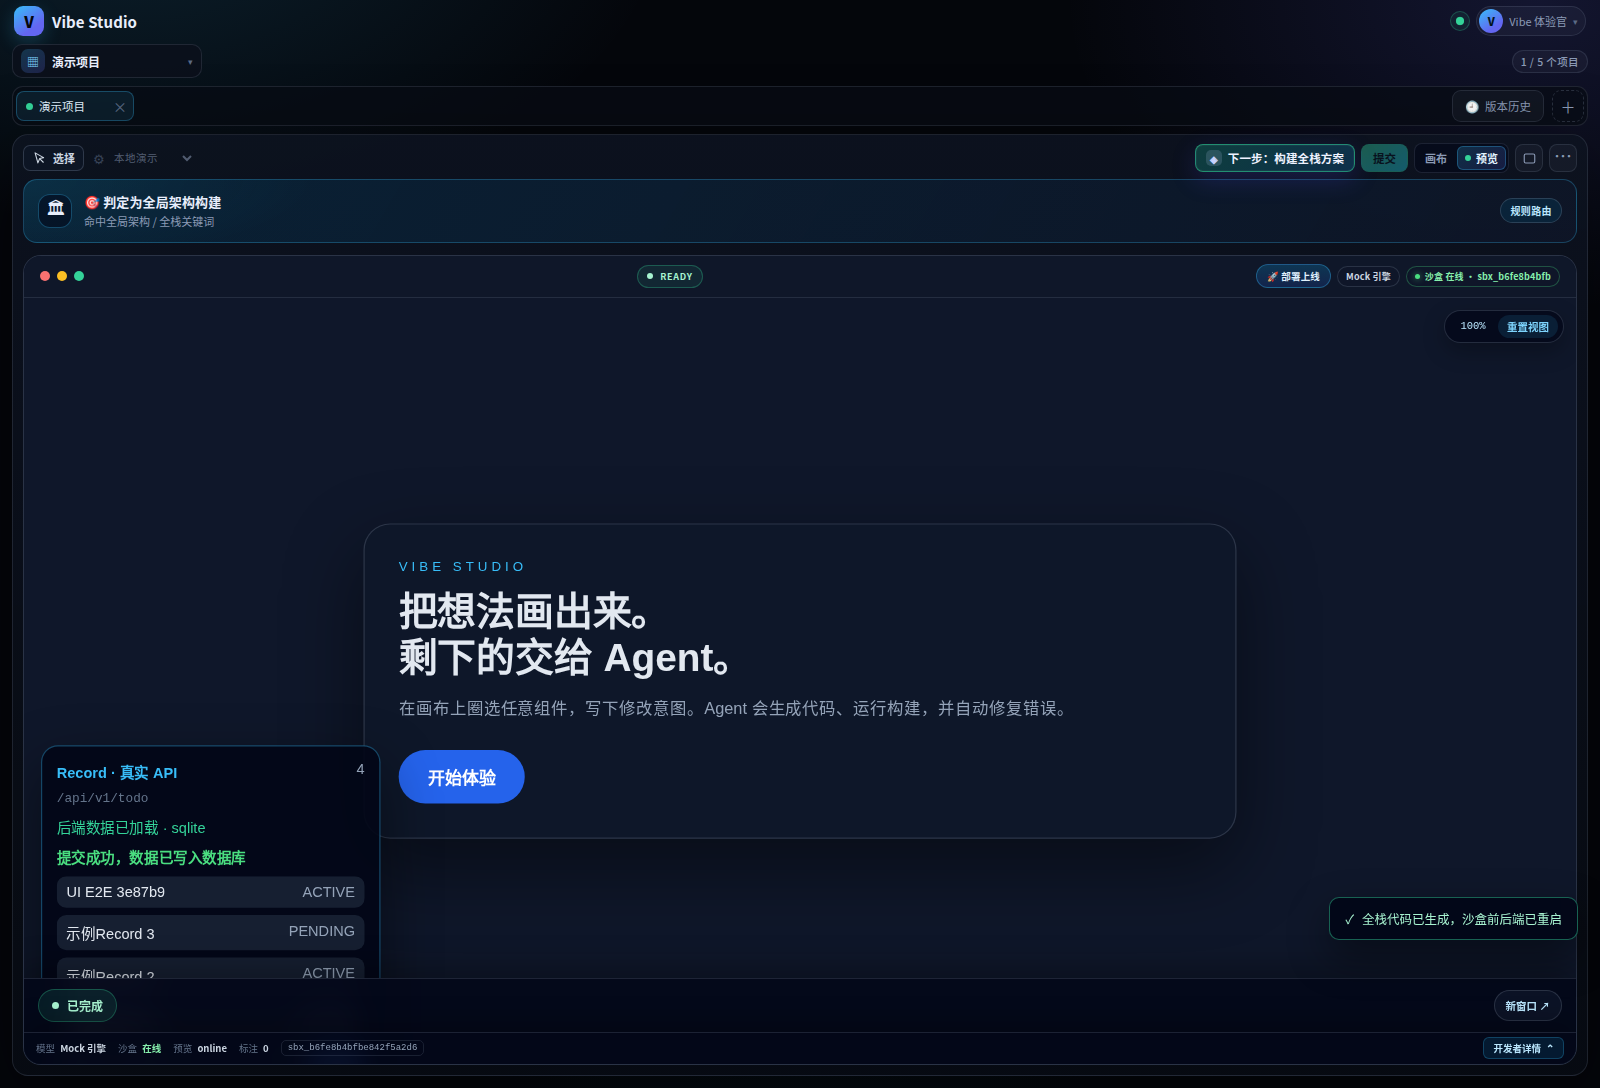 V Vibe Studio
V Vibe 体验官
演示项目
1 / 5 个项目
演示项目
版本历史
选择 本地演示
下一步：构建全栈方案 提交 画布 预览
判定为全局架构构建
命中全局架构 / 全栈关键词
规则路由
READY
部署上线 Mock 引擎 沙盒 在线 · sbx_b6fe8b4bfb
100% 重置视图
VIBE STUDIO
把想法画出来。
剩下的交给 Agent。
在画布上圈选任意组件，写下修改意图。Agent 会生成代码、运行构建，并自动修复错误。
开始体验
Record · 真实 API 4
/api/v1/todo
后端数据已加载 · sqlite
提交成功，数据已写入数据库
UI E2E 3e87b9 ACTIVE
示例Record 3 PENDING
示例Record 2 ACTIVE
✓ 全栈代码已生成，沙盒前后端已重启
已完成
新窗口 ↗
模型 Mock 引擎 沙盒 在线 预览 online 标注 0 sbx_b6fe8b4bfbe842f5a2d6
开发者详情